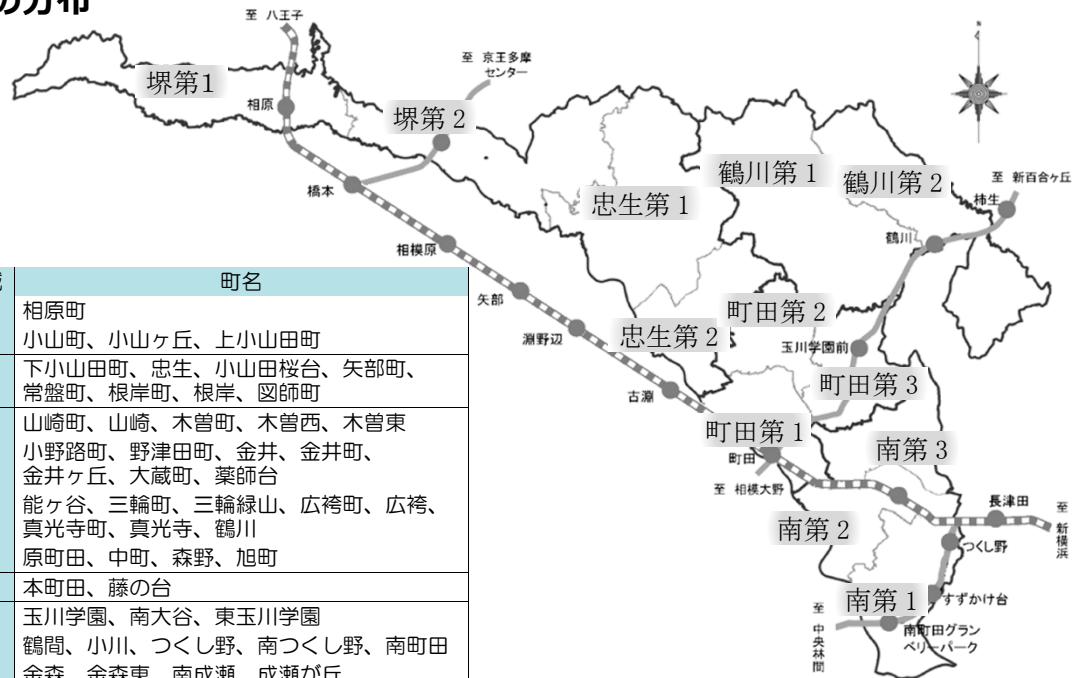 の分布
至 八王子
堺第1
相原
至 京王多摩
センター
堺第2
橋本
忠生第1
鶴川第1
鶴川第2
至 新百合ヶ丘
柿生
鶴川
相模原
矢部
淵野辺
忠生第2
町田第2
玉川学園前
古淵
町田第3
町田第1
町田
至 相模大野
南第3
南第2
長津田
至 新横浜
つくし野
すずかけ台
南第1
至 中央林間
南町田グラン
ベリーパーク
町名
相原町
小山町、小山ヶ丘、上小山田町
下小山田町、忠生、小山田桜台、矢部町、
常盤町、根岸町、根岸、図師町
山崎町、山崎、木曽町、木曽西、木曽東
小野路町、野津田町、金井、金井町、
金井ヶ丘、大蔵町、薬師台
能ヶ谷、三輪町、三輪緑山、広袴町、広袴、
真光寺町、真光寺、鶴川
原町田、中町、森野、旭町
本町田、藤の台
玉川学園、南大谷、東玉川学園
鶴間、小川、つくし野、南つくし野、南町田
金森、金森東、南成瀬、成瀬が丘